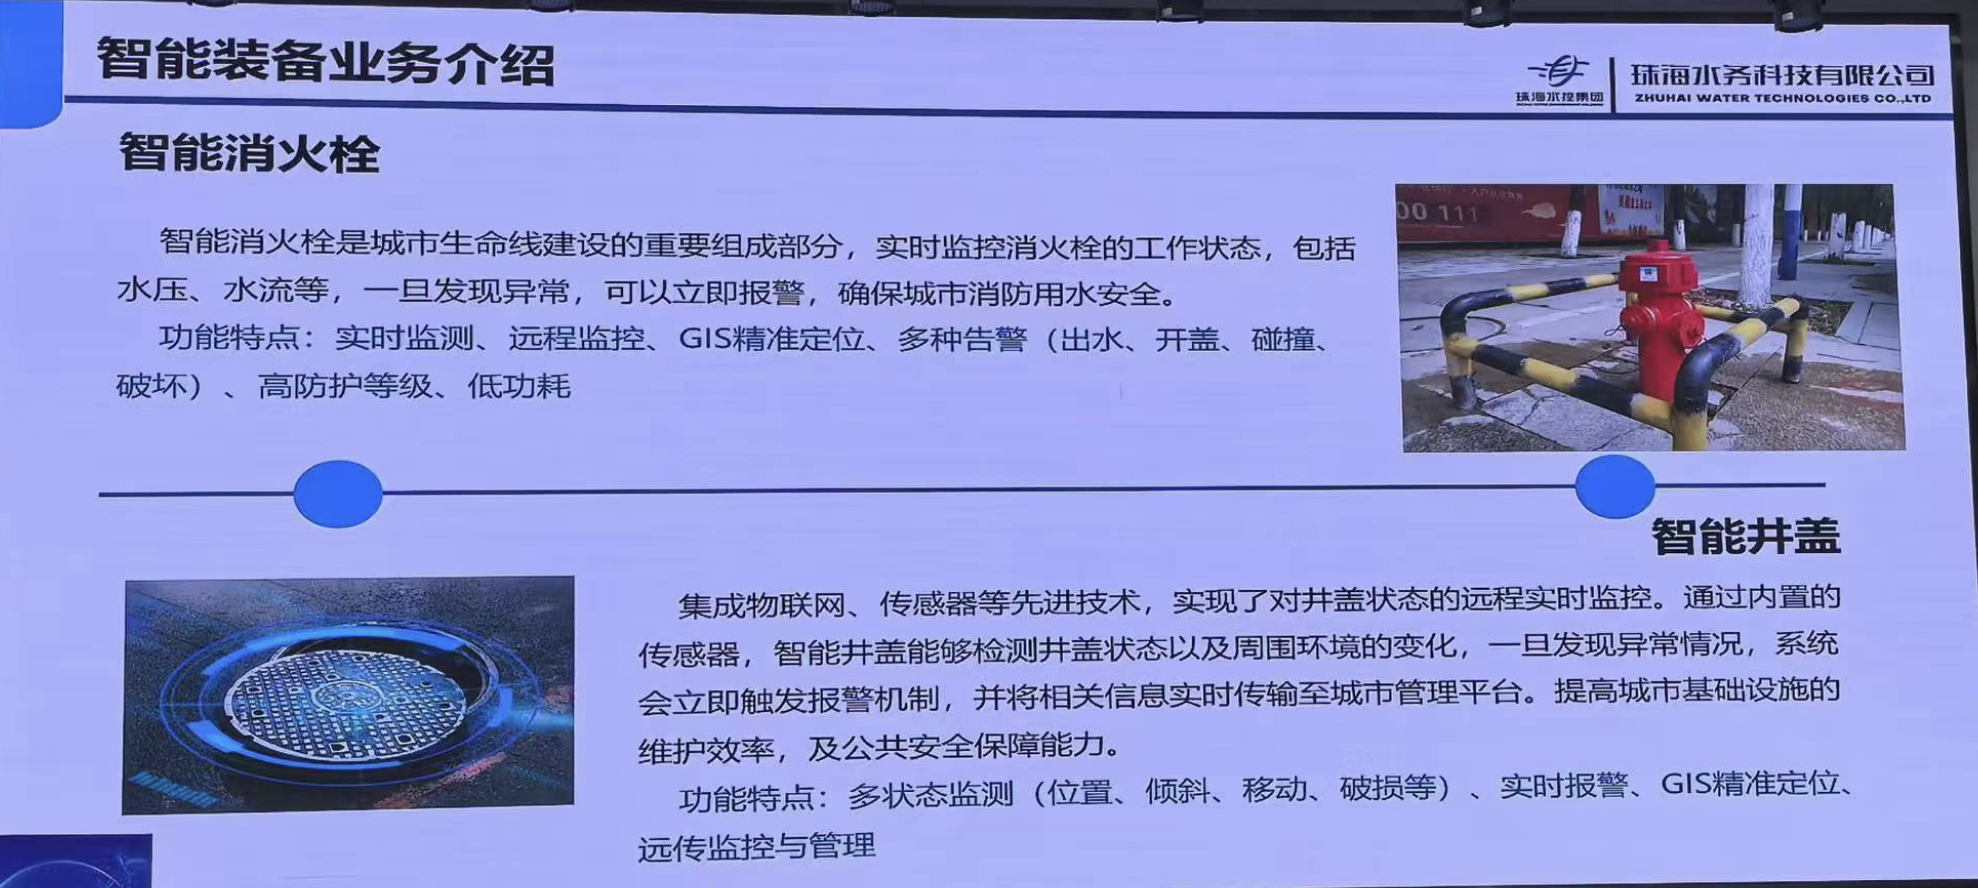 智能装备业务介绍
珠海水控集团
珠海水务科技有限公司
ZHUHAI WATER TECHNOLOGIES CO.,LTD
智能消火栓
智能消火栓是城市生命线建设的重要组成部分，实时监控消火栓的工作状态，包括
水压、水流等，一旦发现异常，可以立即报警，确保城市消防用水安全。
功能特点：实时监测、远程监控、GIS精准定位、多种告警（出水、开盖、碰撞、
破坏）、高防护等级、低功耗
00 111
智能井盖
集成物联网、传感器等先进技术，实现了对井盖状态的远程实时监控。通过内置的
传感器，智能井盖能够检测井盖状态以及周围环境的变化，一旦发现异常情况，系统
会立即触发报警机制，并将相关信息实时传输至城市管理平台。提高城市基础设施的
维护效率，及公共安全保障能力。
功能特点：多状态监测（位置、倾斜、移动、破损等）、实时报警、GIS精准定位、
远传监控与管理